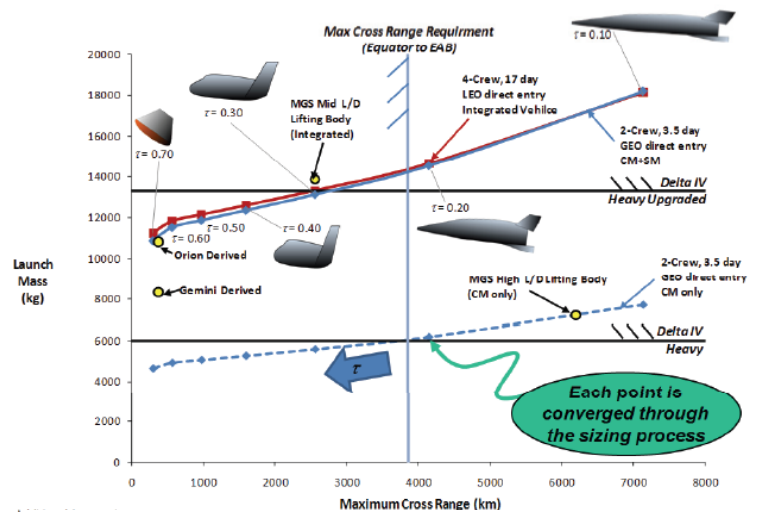 Max Cross Range Requirment
(Equator to EAB)
τ= 0.10
20000
18000
16000
14000
12000
10000
8000
6000
4000
2000
0
Launch
Mass
(kg)
τ= 0.30
τ= 0.70
MGS Mid L/D
Lifting Body
(Integrated)
4-Crew, 17 day
LEO direct entry
Integrated Vehilce
2-Crew, 3.5 day
GEO direct entry
CM+SM
Delta IV
Heavy Upgraded
τ= 0.20
τ= 0.60
τ= 0.50
τ= 0.40
Orion Derived
Gemini Derived
MGS High L/D Lifting Body
(CM only)
2-Crew, 3.5 day
GEO direct entry
CM only
Delta IV
Heavy
τ
Each point is
converged through
the sizing process
0 1000 2000 3000 4000 5000 6000 7000 8000
Maximum Cross Range (km)